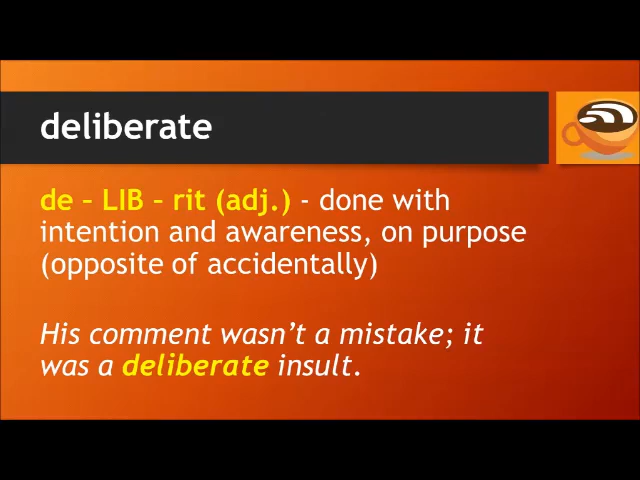 deliberate
de – LIB – rit (adj.) - done with
intention and awareness, on purpose
(opposite of accidentally)
His comment wasn’t a mistake; it
was a deliberate insult.